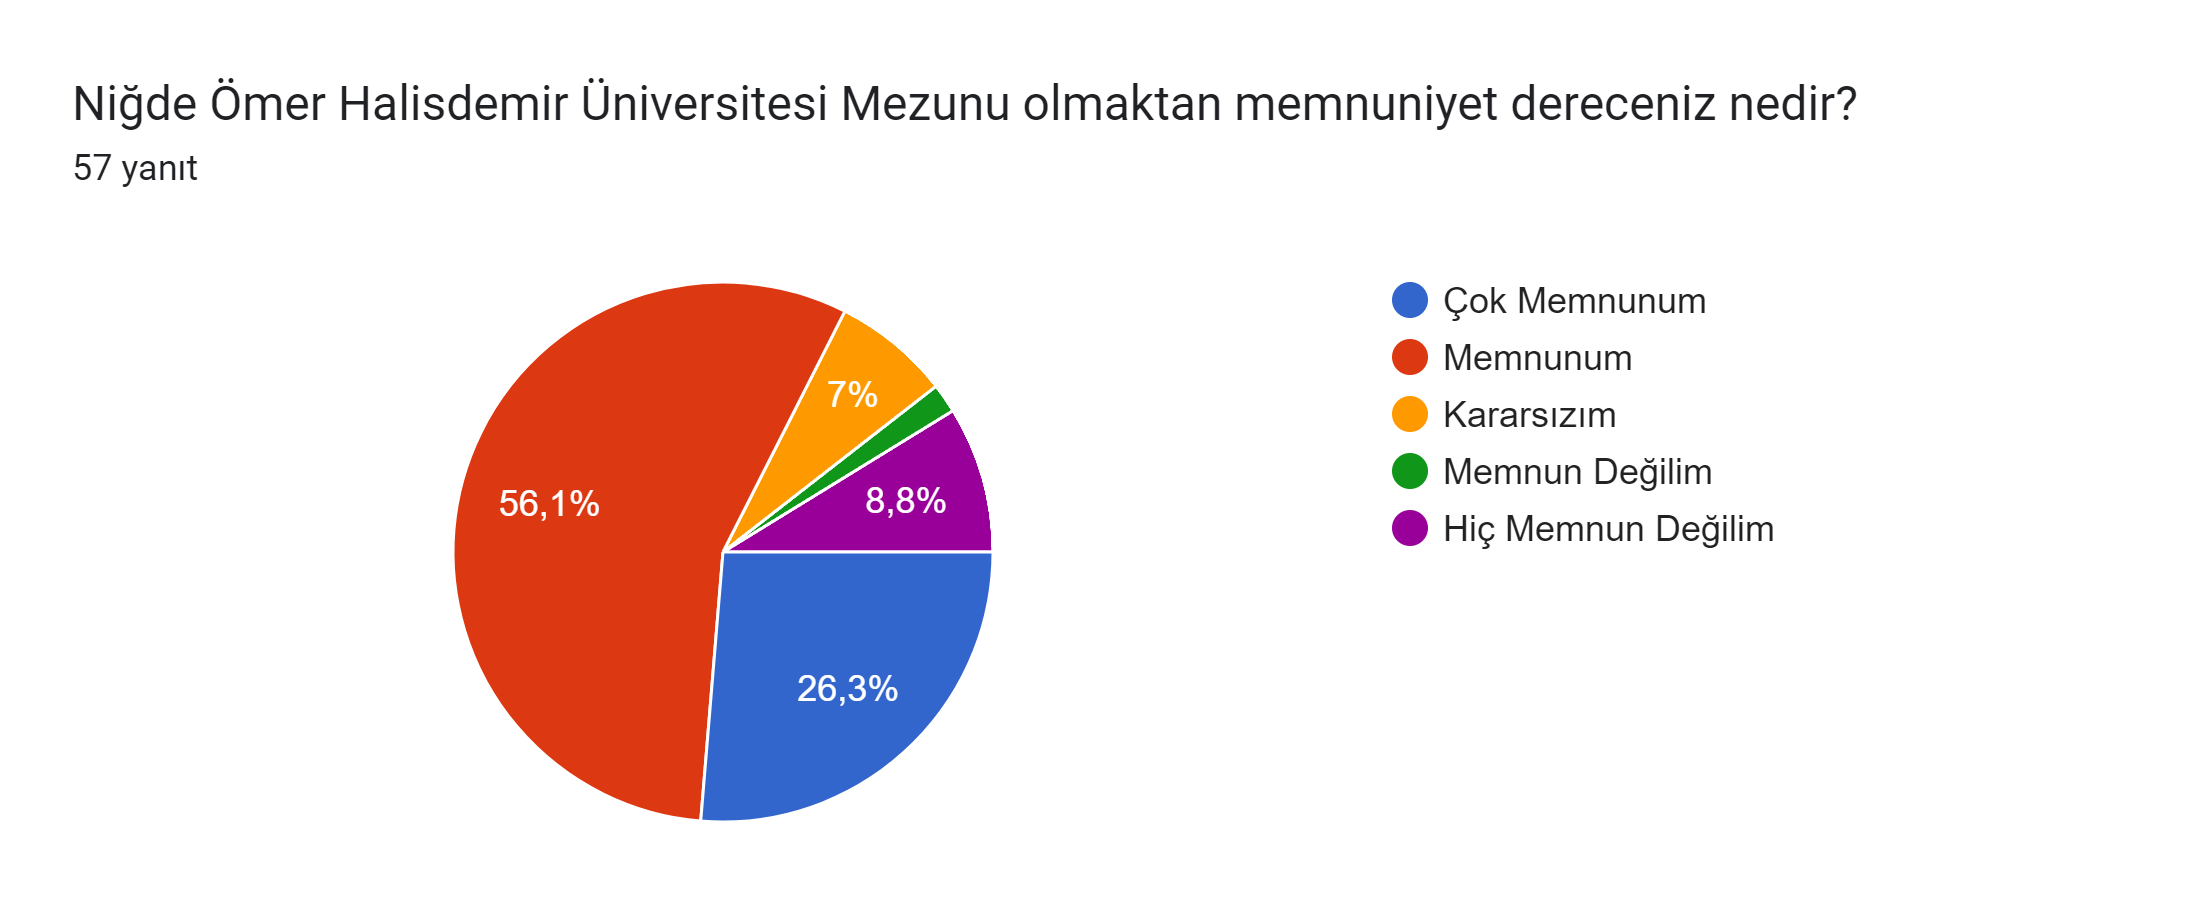 Niğde Ömer Halisdemir Üniversitesi Mezunu olmaktan memnuniyet dereceniz nedir?
57 yanıt
Çok Memnunum
Memnunum
Kararsızım
Memnun Değilim
Hiç Memnun Değilim
7%
56,1%
8,8%
26,3%